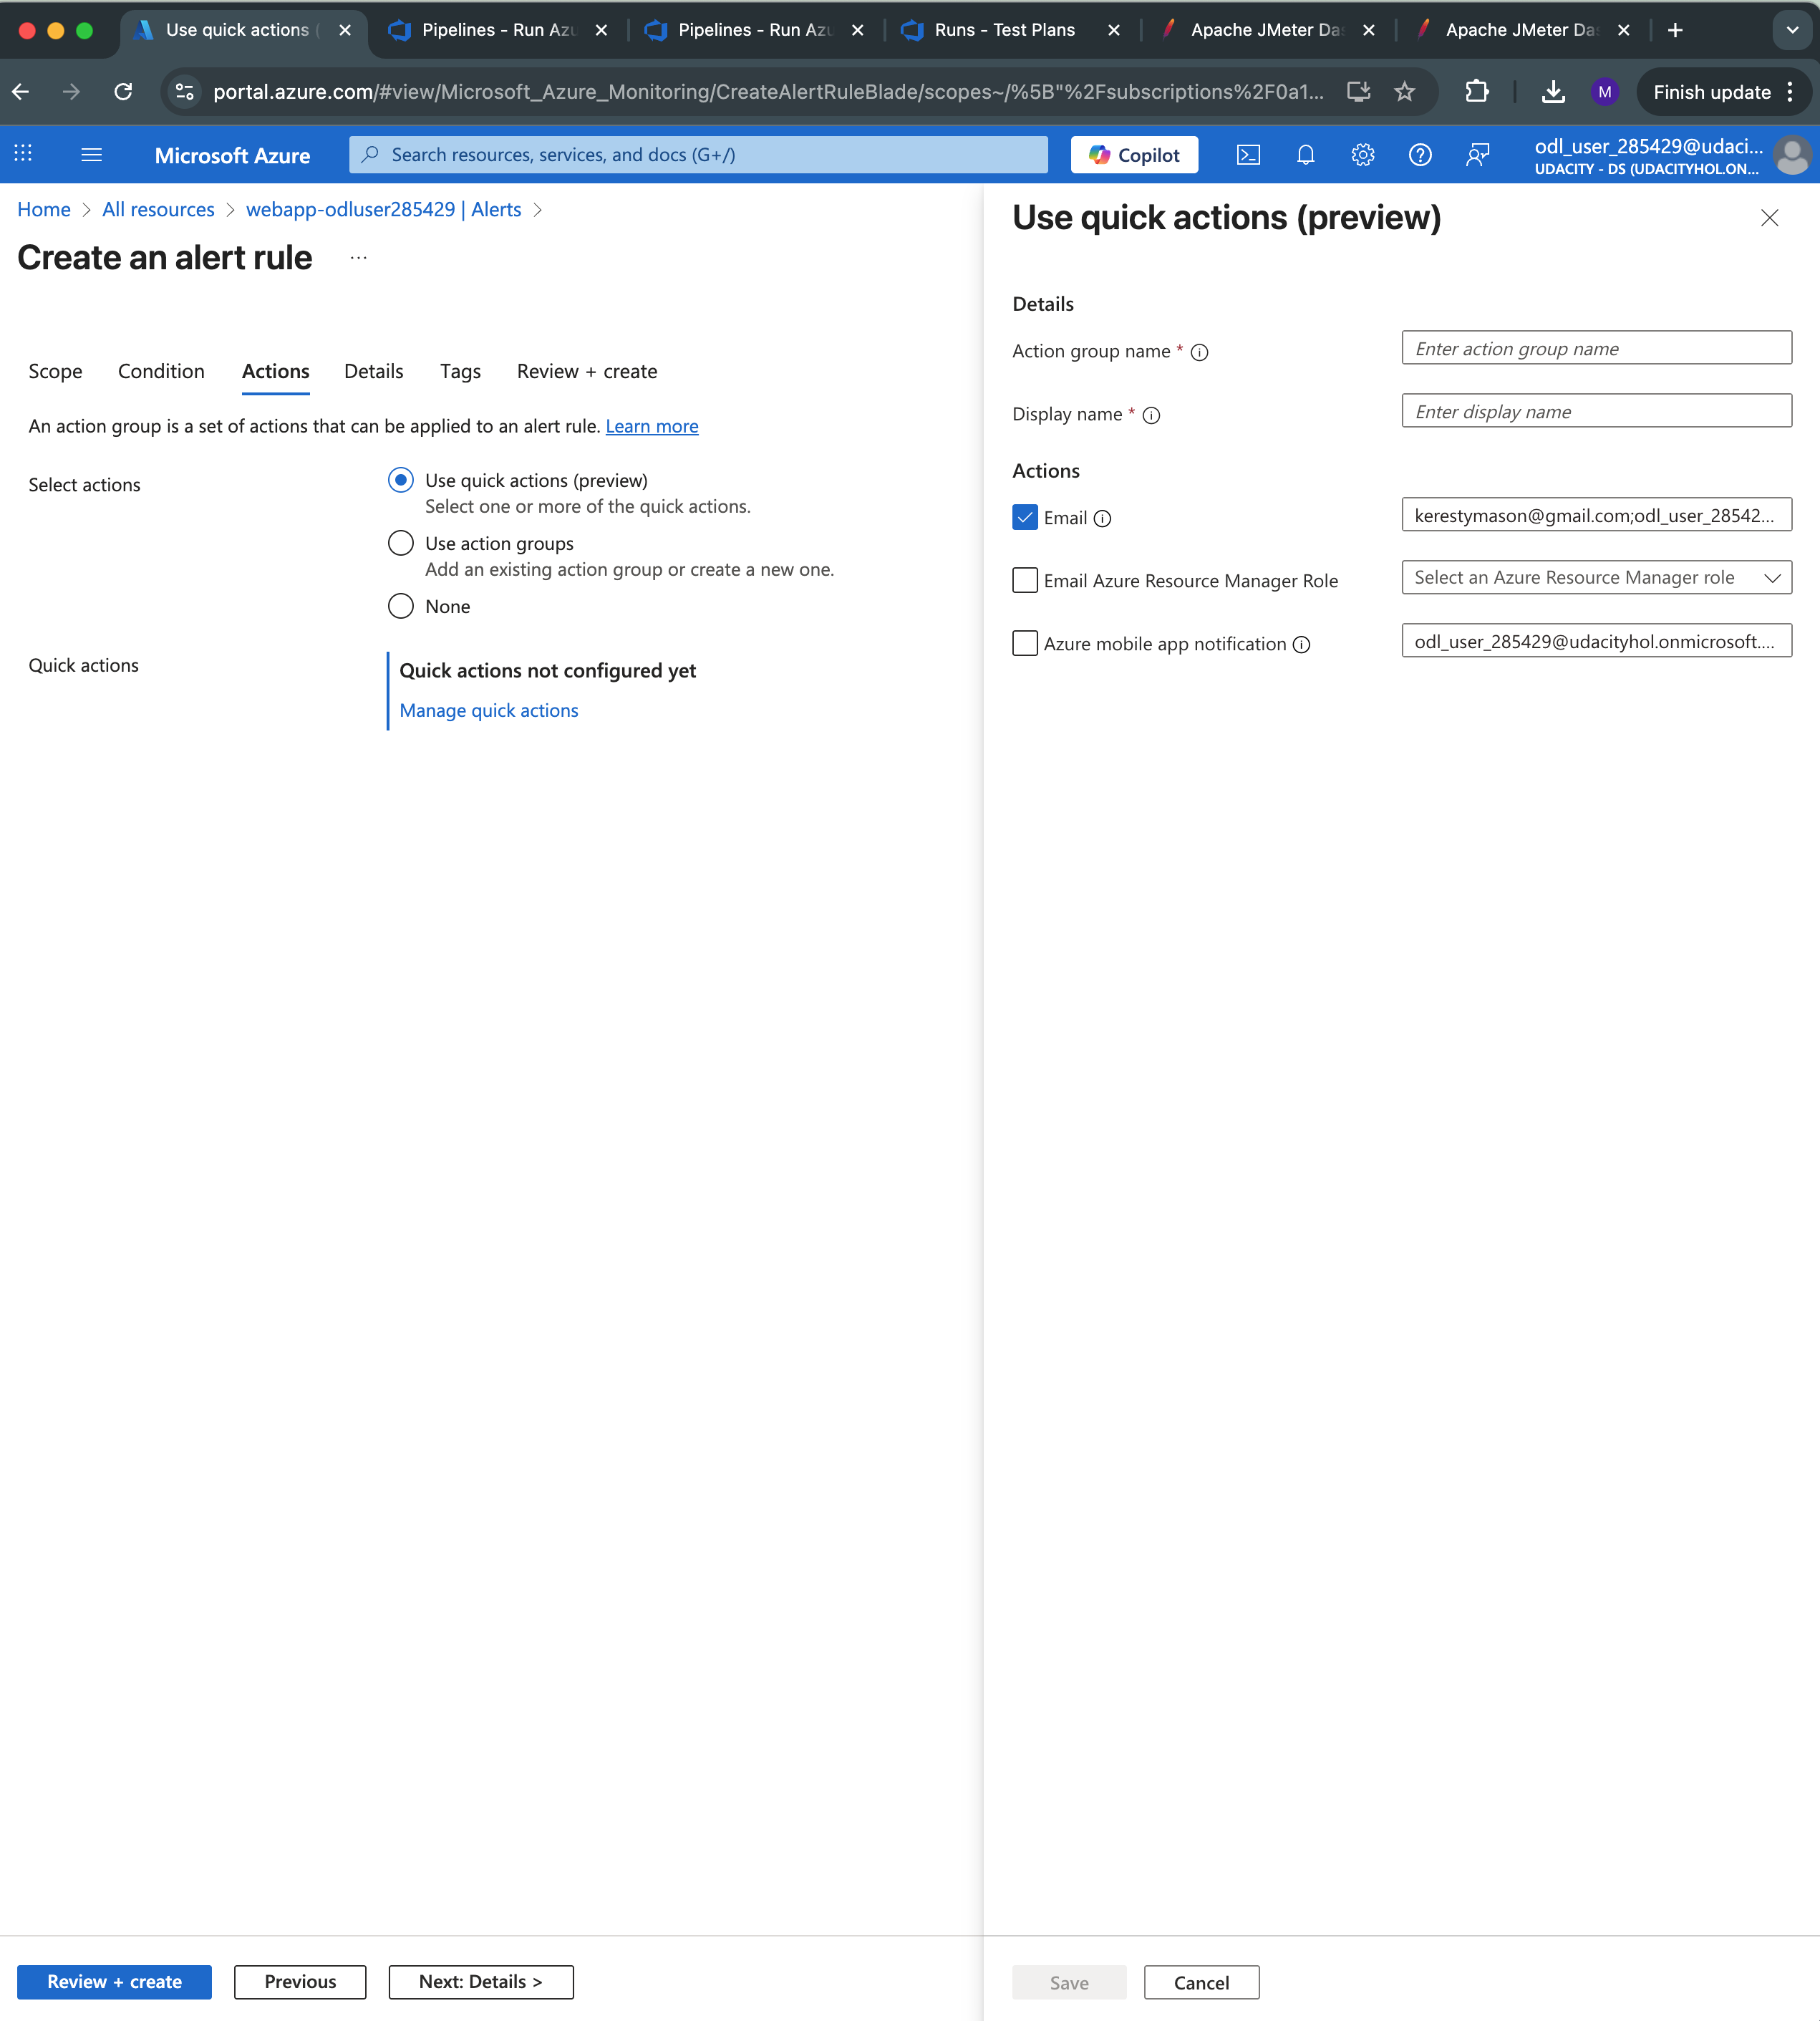 Use quick actions (
Pipelines - Run Azu
Pipelines - Run Azu
Runs - Test Plans
Apache JMeter Das
Apache JMeter Das
portal.azure.com/#view/Microsoft_Azure_Monitoring/CreateAlertRuleBlade/scopes~/%5B"%2Fsubscriptions%2F0a1...
M
Finish update
Microsoft Azure
Search resources, services, and docs (G+/)
Copilot
odl_user_285429@udaci...
UDACITY - DS (UDACITYHOL.ON...
Home > All resources > webapp-odluser285429 | Alerts >
Create an alert rule ...
Scope Condition Actions Details Tags Review + create
An action group is a set of actions that can be applied to an alert rule. Learn more
Select actions
Use quick actions (preview)
Select one or more of the quick actions.
Use action groups
Add an existing action group or create a new one.
None
Quick actions
Quick actions not configured yet
Manage quick actions
Review + create
Previous
Next: Details >
Use quick actions (preview)
Details
Action group name *
Enter action group name
Display name *
Enter display name
Actions
Email
kerestymason@gmail.com;odl_user_28542...
Email Azure Resource Manager Role
Select an Azure Resource Manager role
Azure mobile app notification
odl_user_285429@udacityhol.onmicrosoft....
Save
Cancel